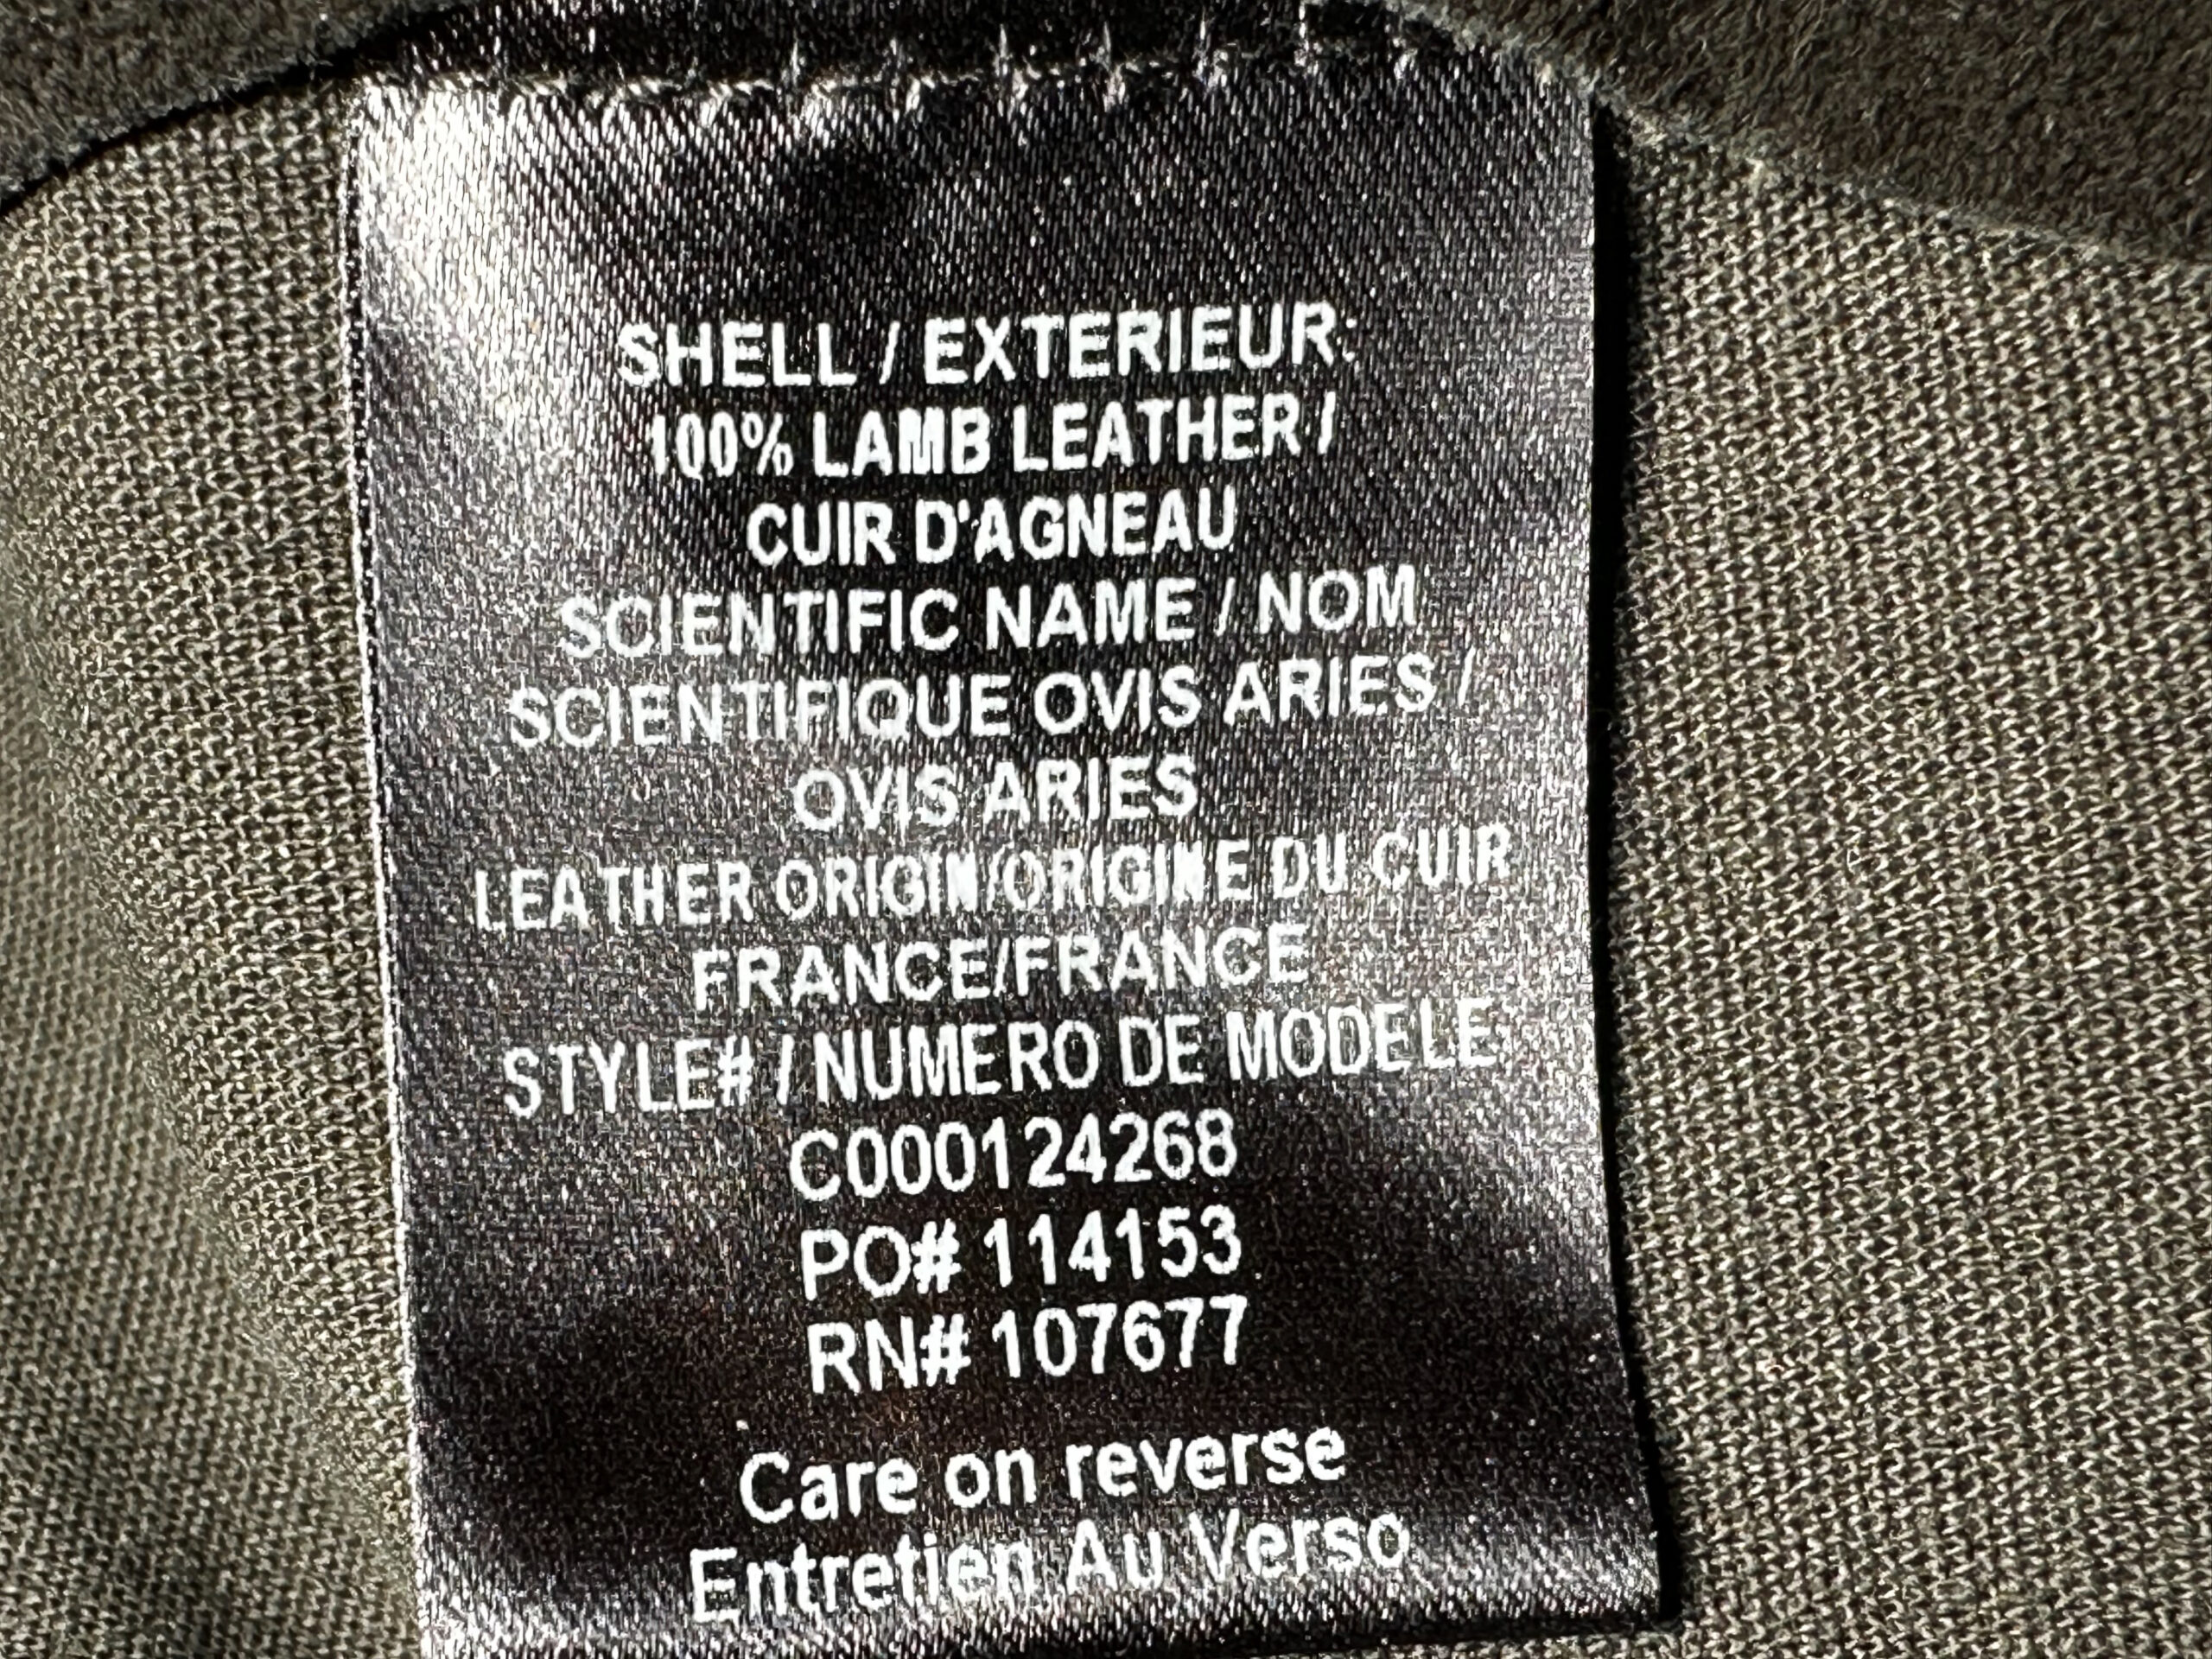 SHELL / EXTERIEUR:
100% LAMB LEATHER /
CUIR D'AGNEAU
SCIENTIFIC NAME / NOM
SCIENTIFIQUE OVIS ARIES /
OVIS ARIES
LEATHER ORIGIN/ORIGINE DU CUIR
FRANCE/FRANCE
STYLE# / NUMERO DE MODELE:
C000124268
PO# 114153
RN# 107677
Care on reverse
Entretien Au Verso